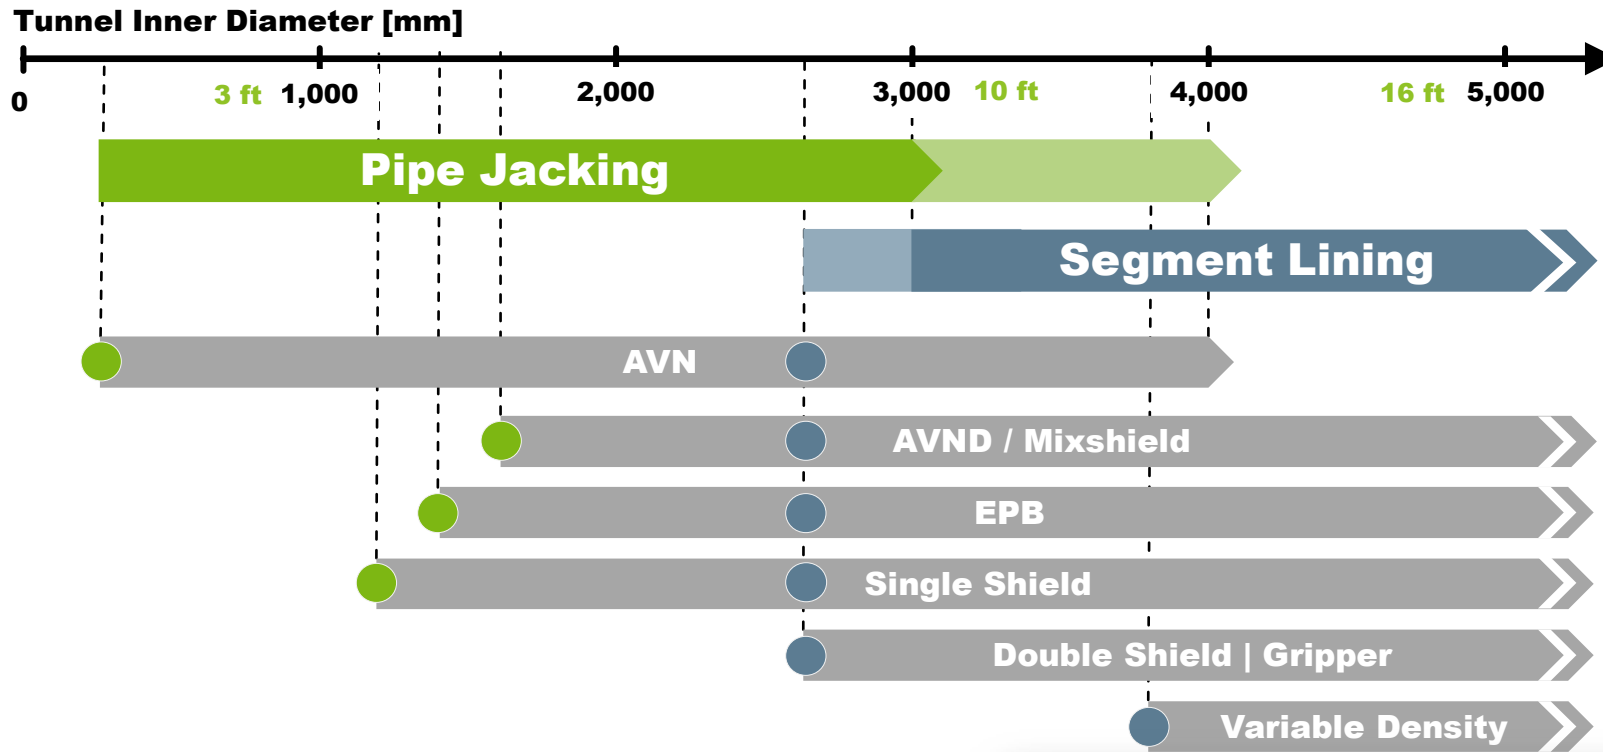 Tunnel Inner Diameter [mm]
0 3 ft 1,000 2,000 3,000 10 ft 4,000 16 ft 5,000
Pipe Jacking
Segment Lining
AVN
AVND / Mixshield
EPB
Single Shield
Double Shield | Gripper
Variable Density